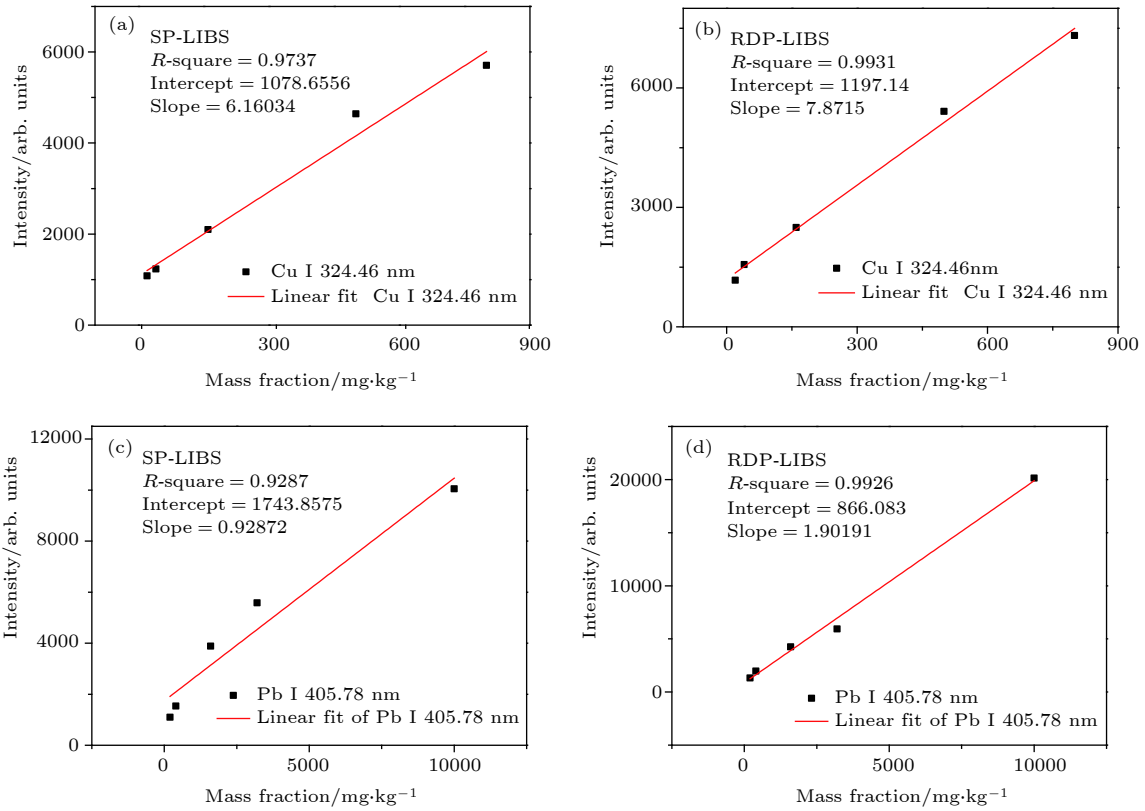 (a)
SP-LIBS
R-square = 0.9737
Intercept = 1078.6556
Slope = 6.16034
6000
4000
2000
0
Intensity/arb. units
Cu I 324.46 nm
Linear fit Cu I 324.46 nm
0 300 600 900
Mass fraction/mg·kg⁻¹
(b)
RDP-LIBS
R-square = 0.9931
Intercept = 1197.14
Slope = 7.8715
6000
3000
0
Intensity/arb. units
Cu I 324.46nm
Linear fit Cu I 324.46 nm
0 300 600 900
Mass fraction/mg·kg⁻¹
(c)
SP-LIBS
R-square = 0.9287
Intercept = 1743.8575
Slope = 0.92872
12000
8000
4000
0
Intensity/arb. units
Pb I 405.78 nm
Linear fit of Pb I 405.78 nm
0 5000 10000
Mass fraction/mg·kg⁻¹
(d)
RDP-LIBS
R-square = 0.9926
Intercept = 866.083
Slope = 1.90191
20000
10000
0
Intensity/arb. units
Pb I 405.78 nm
Linear fit of Pb I 405.78 nm
0 5000 10000
Mass fraction/mg·kg⁻¹